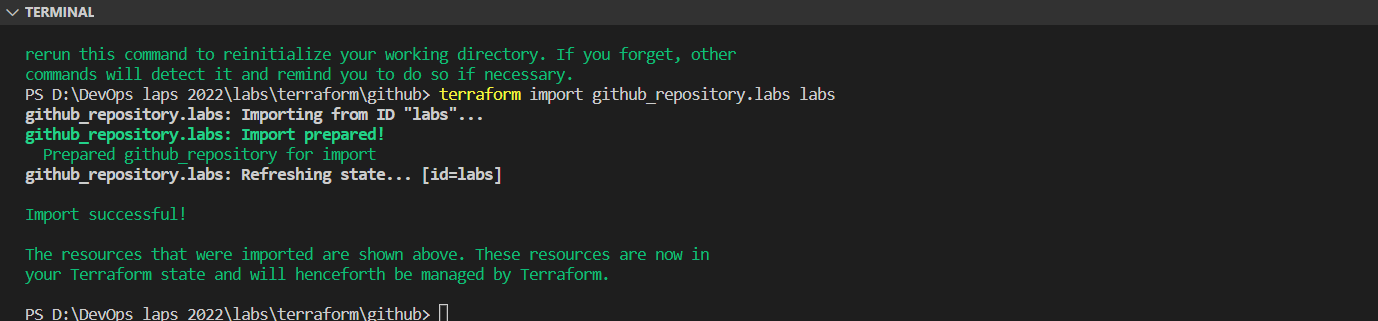 TERMINAL
rerun this command to reinitialize your working directory. If you forget, other
commands will detect it and remind you to do so if necessary.
PS D:\DevOps laps 2022\labs\terraform\github> terraform import github_repository.labs labs
github_repository.labs: Importing from ID "labs"...
github_repository.labs: Import prepared!
  Prepared github_repository for import
github_repository.labs: Refreshing state... [id=labs]
Import successful!
The resources that were imported are shown above. These resources are now in
your Terraform state and will henceforth be managed by Terraform.
PS D:\DevOps laps 2022\labs\terraform\github>